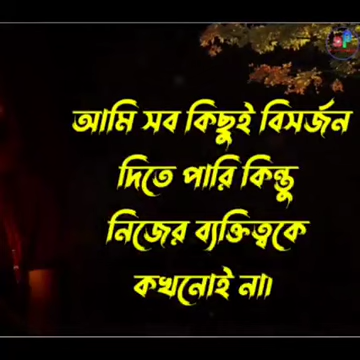 আমি সব কিছুই বিসর্জন
দিতে পারি কিন্তু
নিজের ব্যক্তিত্বকে
কখনোই না।